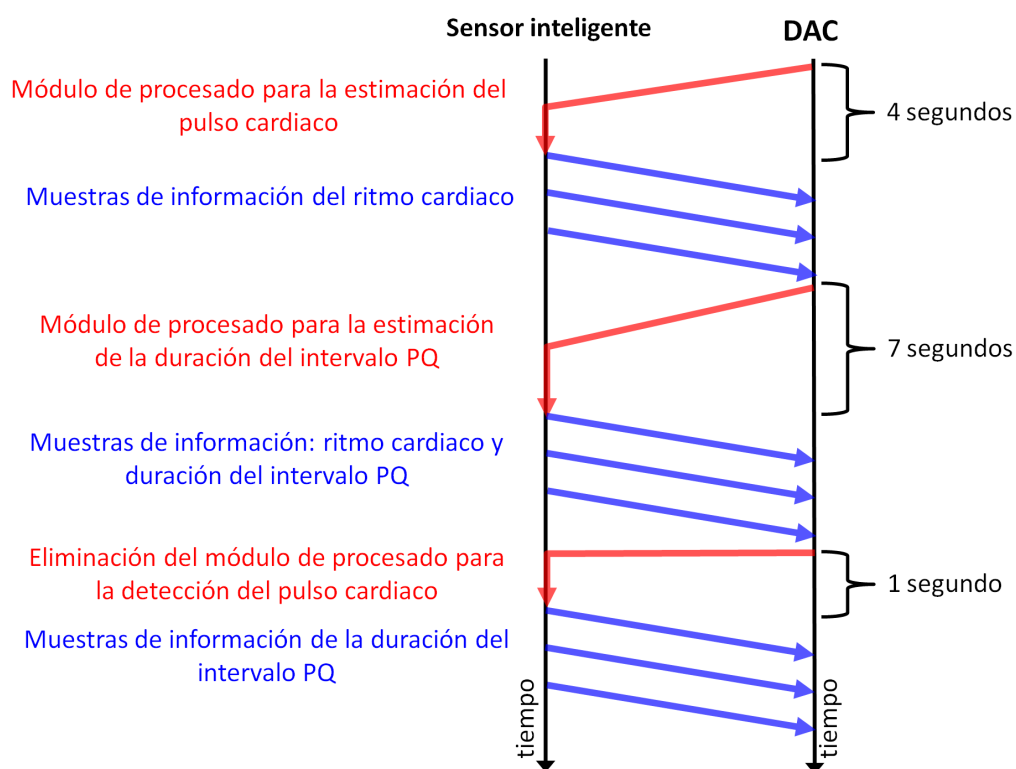 Sensor inteligente
DAC
Módulo de procesado para la estimación del
pulso cardiaco
4 segundos
Muestras de información del ritmo cardiaco
Módulo de procesado para la estimación
de la duración del intervalo PQ
7 segundos
Muestras de información: ritmo cardiaco y
duración del intervalo PQ
Eliminación del módulo de procesado para
la detección del pulso cardiaco
1 segundo
Muestras de información de la duración del
intervalo PQ
tiempo
tiempo